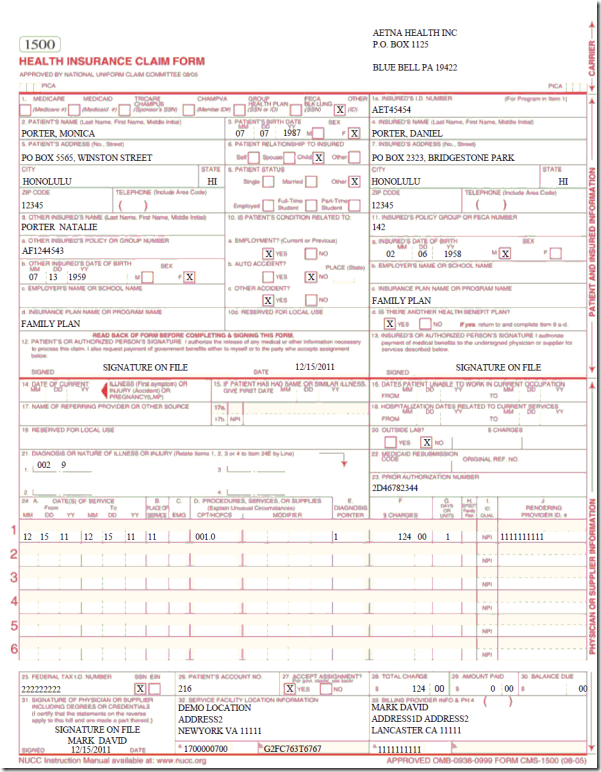 AETNA HEALTH INC
P.O. BOX 1125
BLUE BELL PA 19422
1500
HEALTH INSURANCE CLAIM FORM
APPROVED BY NATIONAL UNIFORM CLAIM COMMITTEE 08/05
CARRIER
PICA PICA
1. MEDICARE MEDICAID TRICARE CHAMPUS CHAMPVA GROUP HEALTH PLAN FECA BLK LUNG OTHER 1a. INSURED'S I.D. NUMBER (For Program in Item 1)
(Medicare #) (Medicaid #) (Sponsor's SSN) (Member ID#) (SSN or ID) (SSN) X (ID) AET45454
2. PATIENT'S NAME (Last Name, First Name, Middle Initial) 3. PATIENT'S BIRTH DATE SEX 4. INSURED'S NAME (Last Name, First Name, Middle Initial)
MM DD YY
PORTER, MONICA 07 07 1987 M F X PORTER, DANIEL
5. PATIENT'S ADDRESS (No., Street) 6. PATIENT RELATIONSHIP TO INSURED 7. INSURED'S ADDRESS (No., Street)
PO BOX 5565, WINSTON STREET Self Spouse Child Other X PO BOX 2323, BRIDGESTONE PARK
CITY STATE 8. PATIENT STATUS CITY STATE
HONOLULU HI Single Married Other X HONOLULU HI
ZIP CODE TELEPHONE (Include Area Code) ZIP CODE TELEPHONE (Include Area Code)
12345 ( ) Employed Full-Time Student Part-Time Student 12345 ( )
9. OTHER INSURED'S NAME (Last Name, First Name, Middle Initial) 10. IS PATIENT'S CONDITION RELATED TO: 11. INSURED'S POLICY GROUP OR FECA NUMBER
PORTER NATALIE 142
a. OTHER INSURED'S POLICY OR GROUP NUMBER a. EMPLOYMENT? (Current or Previous) a. INSURED'S DATE OF BIRTH SEX
MM DD YY
AF1244543 X YES X NO 02 06 1958 M X F
b. OTHER INSURED'S DATE OF BIRTH SEX b. AUTO ACCIDENT? PLACE (State) b. EMPLOYER'S NAME OR SCHOOL NAME
MM DD YY
07 13 1959 M F X YES X NO
c. EMPLOYER'S NAME OR SCHOOL NAME c. OTHER ACCIDENT? c. INSURANCE PLAN NAME OR PROGRAM NAME
X YES NO FAMILY PLAN
d. INSURANCE PLAN NAME OR PROGRAM NAME 10d. RESERVED FOR LOCAL USE d. IS THERE ANOTHER HEALTH BENEFIT PLAN?
FAMILY PLAN X YES NO If yes, return to and complete item 9 a-d.
READ BACK OF FORM BEFORE COMPLETING & SIGNING THIS FORM.
12. PATIENT'S OR AUTHORIZED PERSON'S SIGNATURE I authorize the release of any medical or other information necessary
to process this claim. I also request payment of government benefits either to myself or to the party who accepts assignment
below.
13. INSURED'S OR AUTHORIZED PERSON'S SIGNATURE I authorize
payment of medical benefits to the undersigned physician or supplier for
services described below.
SIGNATURE ON FILE 12/15/2011 SIGNATURE ON FILE
SIGNED DATE SIGNED
PATIENT AND INSURED INFORMATION
14. DATE OF CURRENT ILLNESS (First symptom) OR 15. IF PATIENT HAS HAD SAME OR SIMILAR ILLNESS. 16. DATES PATIENT UNABLE TO WORK IN CURRENT OCCUPATION
MM DD YY INJURY (Accident) OR GIVE FIRST DATE MM DD YY MM DD YY MM DD YY
PREGNANCY(LMP) FROM TO
17. NAME OF REFERRING PROVIDER OR OTHER SOURCE 17a. 18. HOSPITALIZATION DATES RELATED TO CURRENT SERVICES
MM DD YY MM DD YY
17b. NPI FROM TO
19. RESERVED FOR LOCAL USE 20. OUTSIDE LAB? $ CHARGES
YES X NO
21. DIAGNOSIS OR NATURE OF ILLNESS OR INJURY (Relate Items 1, 2, 3 or 4 to Item 24E by Line) 22. MEDICAID RESUBMISSION
CODE ORIGINAL REF. NO.
1. 002 9 3.
23. PRIOR AUTHORIZATION NUMBER
2. 4. 2D46782344
24. A. DATE(S) OF SERVICE B. C. D. PROCEDURES, SERVICES, OR SUPPLIES E. F. G. H. I. J.
From To PLACE OF (Explain Unusual Circumstances) DIAGNOSIS DAYS OR EPSDT Family ID. RENDERING
MM DD YY MM DD YY SERVICE EMG CPT/HCPCS MODIFIER POINTER $ CHARGES UNITS Plan QUAL. PROVIDER ID. #
1 12 15 11 12 15 11 11 001.0 1 124 00 1 NPI 1111111111
2 NPI
3 NPI
4 NPI
5 NPI
6 NPI
PHYSICIAN OR SUPPLIER INFORMATION
25. FEDERAL TAX I.D. NUMBER SSN EIN 26. PATIENT'S ACCOUNT NO. 27. ACCEPT ASSIGNMENT? 28. TOTAL CHARGE 29. AMOUNT PAID 30. BALANCE DUE
(For govt. claims, see back)
222222222 X 216 X YES NO $ 124 00 $ 0 00 $ 00
31. SIGNATURE OF PHYSICIAN OR SUPPLIER 32. SERVICE FACILITY LOCATION INFORMATION 33. BILLING PROVIDER INFO & PH # ( )
INCLUDING DEGREES OR CREDENTIALS DEMO LOCATION MARK DAVID
(I certify that the statements on the reverse ADDRESS2 ADDRESS1D ADDRESS2
apply to this bill and are made a part thereof.) NEWYORK VA 11111 LANCASTER CA 11111
SIGNATURE ON FILE
MARK DAVID
SIGNED 12/15/2011 DATE a. 1700000700 b. G2FC763T6767 a. 1111111111 b.
NUCC Instruction Manual available at: www.nucc.org APPROVED OMB-0938-0999 FORM CMS-1500 (08-05)